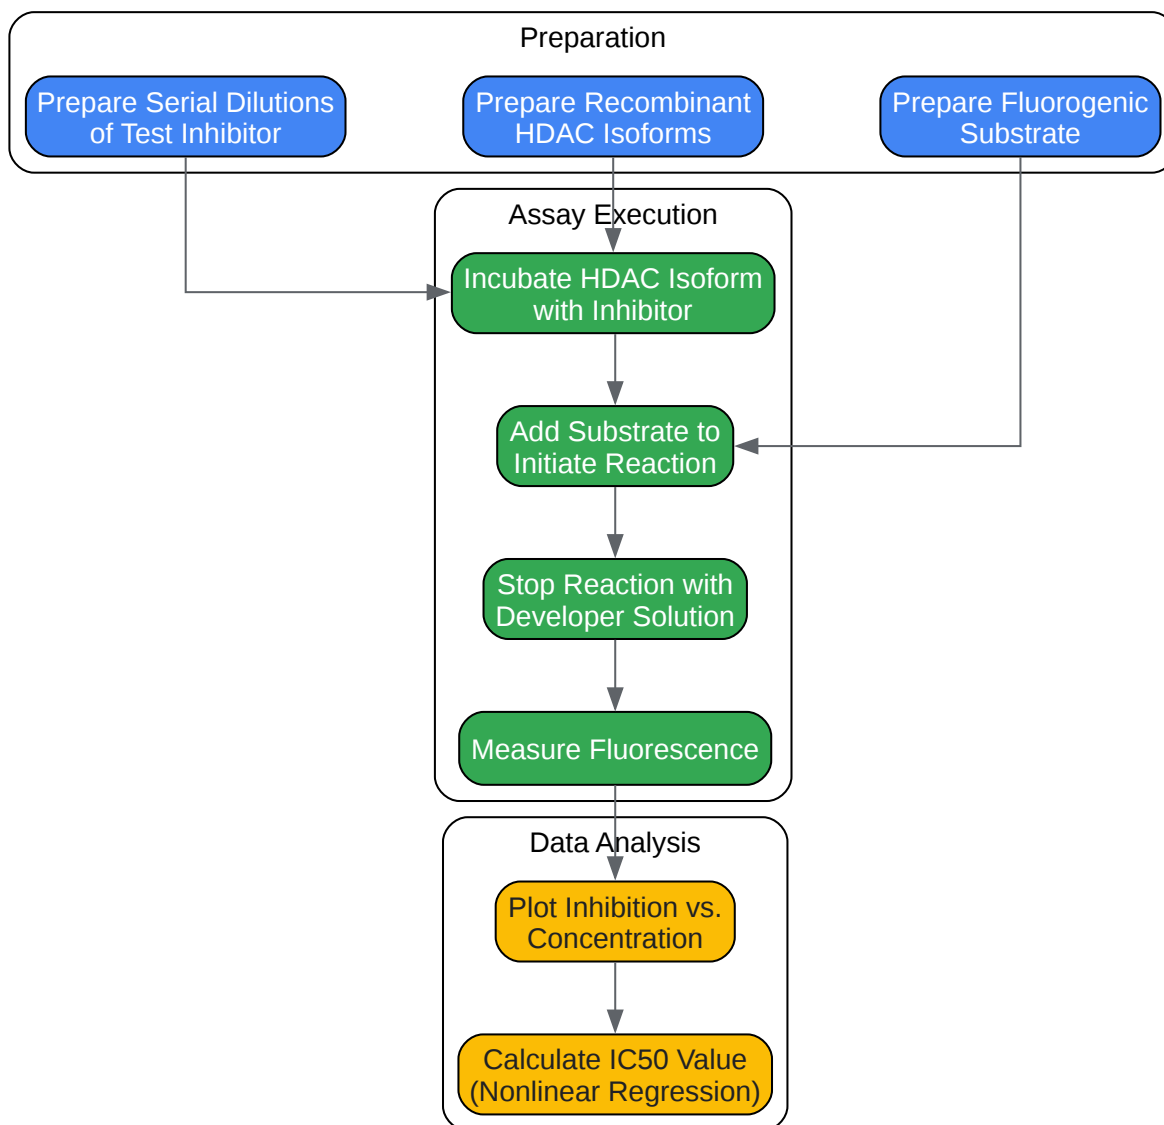 Preparation
Prepare Serial Dilutions
of Test Inhibitor
Prepare Recombinant
HDAC Isoforms
Prepare Fluorogenic
Substrate
Assay Execution
Incubate HDAC Isoform
with Inhibitor
Add Substrate to
Initiate Reaction
Stop Reaction with
Developer Solution
Measure Fluorescence
Data Analysis
Plot Inhibition vs.
Concentration
Calculate IC50 Value
(Nonlinear Regression)